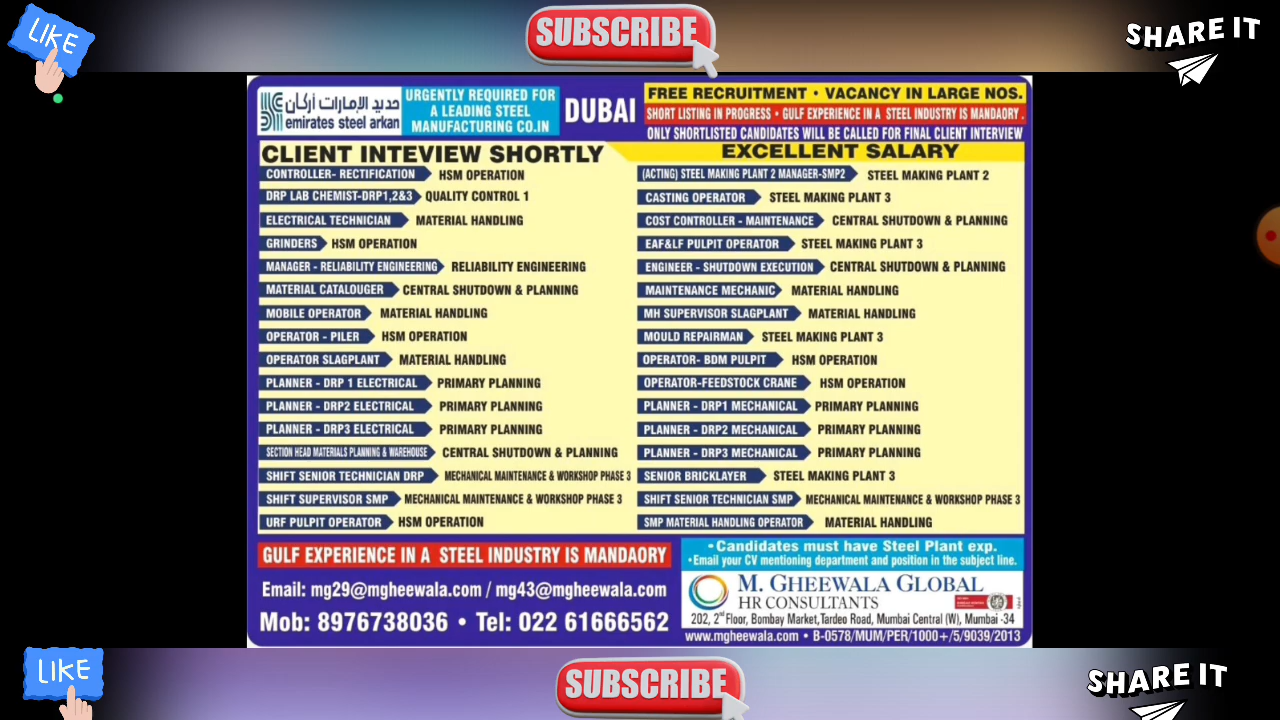 LIKE
SUBSCRIBE
SHARE IT
حديد الإمارات أركان
emirates steel arkan
URGENTLY REQUIRED FOR
A LEADING STEEL
MANUFACTURING CO.IN
DUBAI
FREE RECRUITMENT • VACANCY IN LARGE NOS.
SHORT LISTING IN PROGRESS • GULF EXPERIENCE IN A STEEL INDUSTRY IS MANDAORY .
ONLY SHORTLISTED CANDIDATES WILL BE CALLED FOR FINAL CLIENT INTERVIEW
CLIENT INTEVIEW SHORTLY
EXCELLENT SALARY
CONTROLLER- RECTIFICATION HSM OPERATION
DRP LAB CHEMIST-DRP1,2&3 QUALITY CONTROL 1
ELECTRICAL TECHNICIAN MATERIAL HANDLING
GRINDERS HSM OPERATION
MANAGER - RELIABILITY ENGINEERING RELIABILITY ENGINEERING
MATERIAL CATALOUGER CENTRAL SHUTDOWN & PLANNING
MOBILE OPERATOR MATERIAL HANDLING
OPERATOR - PILER HSM OPERATION
OPERATOR SLAGPLANT MATERIAL HANDLING
PLANNER - DRP 1 ELECTRICAL PRIMARY PLANNING
PLANNER - DRP2 ELECTRICAL PRIMARY PLANNING
PLANNER - DRP3 ELECTRICAL PRIMARY PLANNING
SECTION HEAD MATERIALS PLANNING & WAREHOUSE CENTRAL SHUTDOWN & PLANNING
SHIFT SENIOR TECHNICIAN DRP MECHANICAL MAINTENANCE & WORKSHOP PHASE 3
SHIFT SUPERVISOR SMP MECHANICAL MAINTENANCE & WORKSHOP PHASE 3
URF PULPIT OPERATOR HSM OPERATION
(ACTING) STEEL MAKING PLANT 2 MANAGER-SMP2 STEEL MAKING PLANT 2
CASTING OPERATOR STEEL MAKING PLANT 3
COST CONTROLLER - MAINTENANCE CENTRAL SHUTDOWN & PLANNING
EAF&LF PULPIT OPERATOR STEEL MAKING PLANT 3
ENGINEER - SHUTDOWN EXECUTION CENTRAL SHUTDOWN & PLANNING
MAINTENANCE MECHANIC MATERIAL HANDLING
MH SUPERVISOR SLAGPLANT MATERIAL HANDLING
MOULD REPAIRMAN STEEL MAKING PLANT 3
OPERATOR- BDM PULPIT HSM OPERATION
OPERATOR-FEEDSTOCK CRANE HSM OPERATION
PLANNER - DRP1 MECHANICAL PRIMARY PLANNING
PLANNER - DRP2 MECHANICAL PRIMARY PLANNING
PLANNER - DRP3 MECHANICAL PRIMARY PLANNING
SENIOR BRICKLAYER STEEL MAKING PLANT 3
SHIFT SENIOR TECHNICIAN SMP MECHANICAL MAINTENANCE & WORKSHOP PHASE 3
SMP MATERIAL HANDLING OPERATOR MATERIAL HANDLING
GULF EXPERIENCE IN A STEEL INDUSTRY IS MANDAORY
Email: mg29@mgheewala.com / mg43@mgheewala.com
Mob: 8976738036 • Tel: 022 61666562
• Candidates must have Steel Plant exp.
• Email your CV mentioning department and position in the subject line.
M. GHEEWALA GLOBAL
HR CONSULTANTS
202, 2nd Floor, Bombay Market,Tardeo Road, Mumbai Central (W), Mumbai -34
www.mgheewala.com • B-0578/MUM/PER/1000+/5/9039/2013
LIKE
SUBSCRIBE
SHARE IT